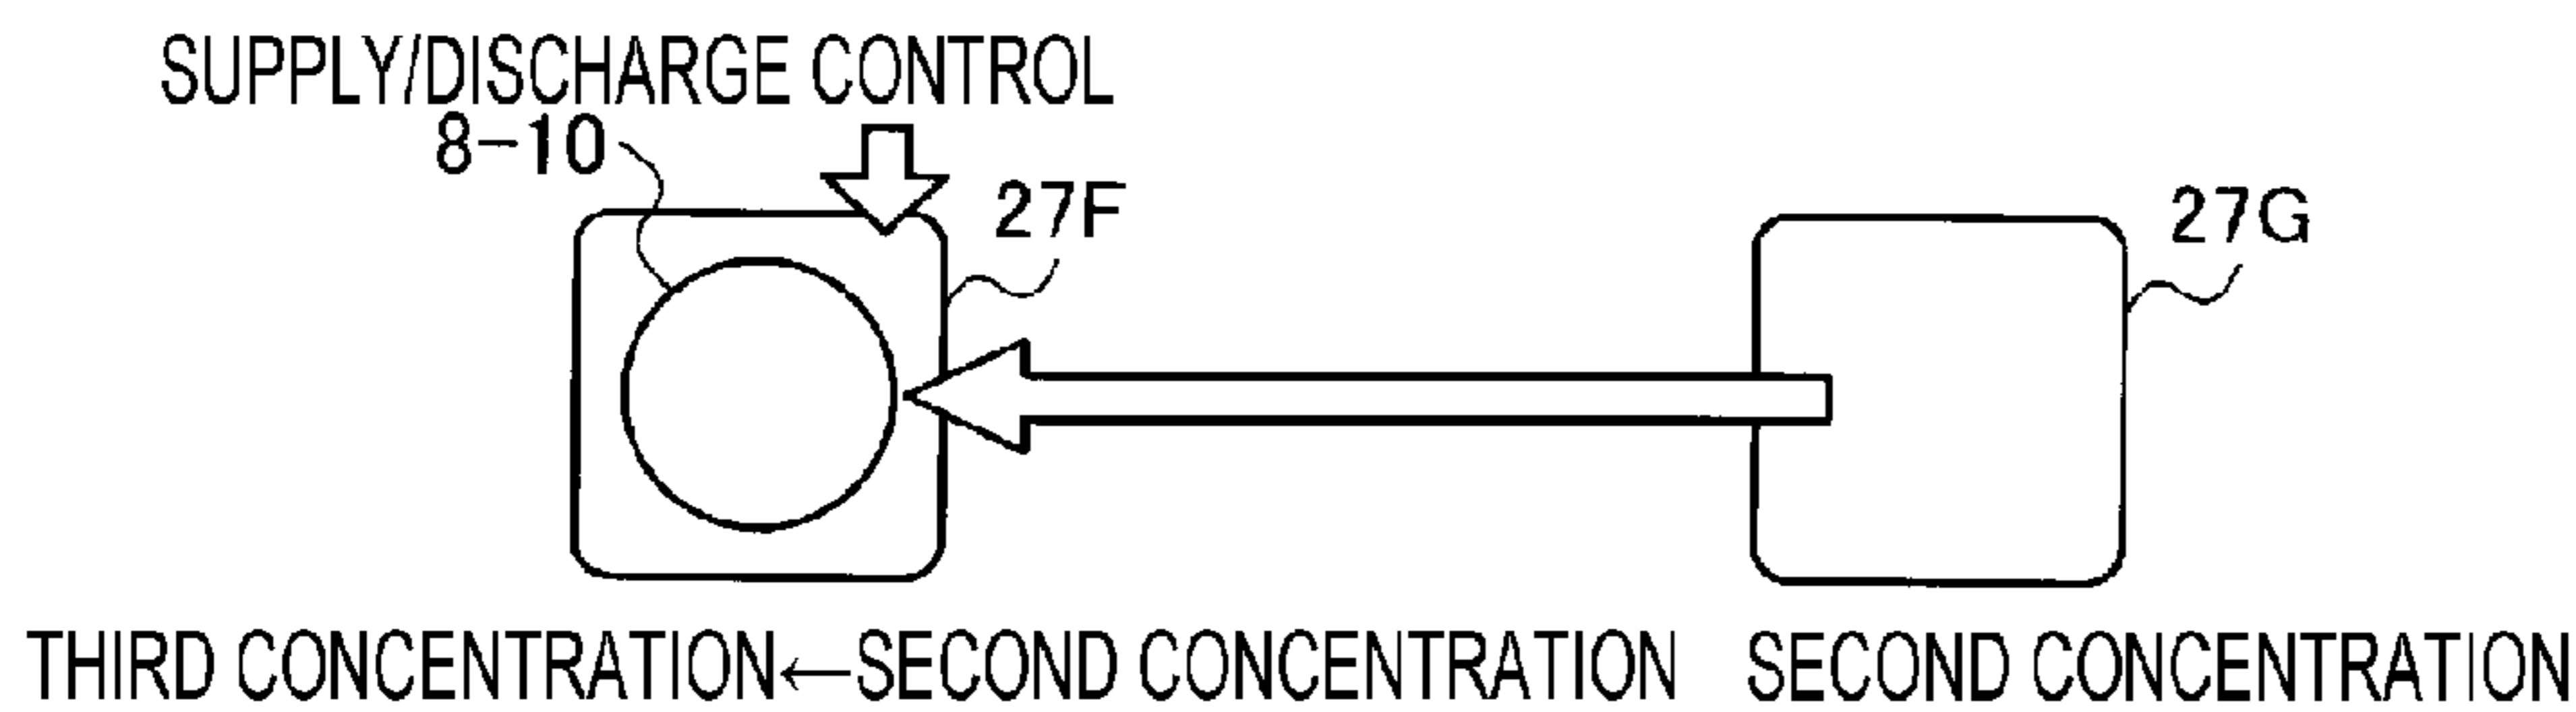 SUPPLY/DISCHARGE CONTROL
8-10
27F
27G
THIRD CONCENTRATION←SECOND CONCENTRATION
SECOND CONCENTRATION